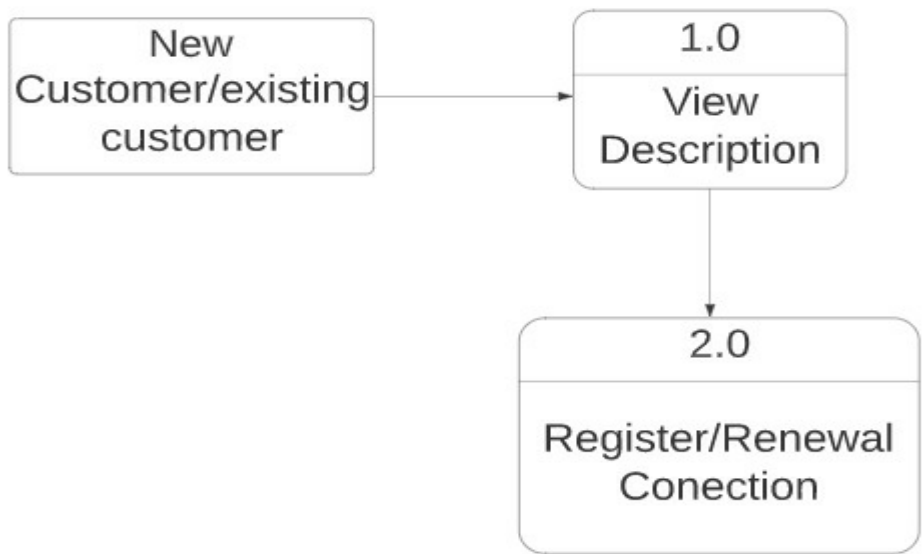 New
Customer/existing
customer
1.0
View
Description
2.0
Register/Renewal
Conection